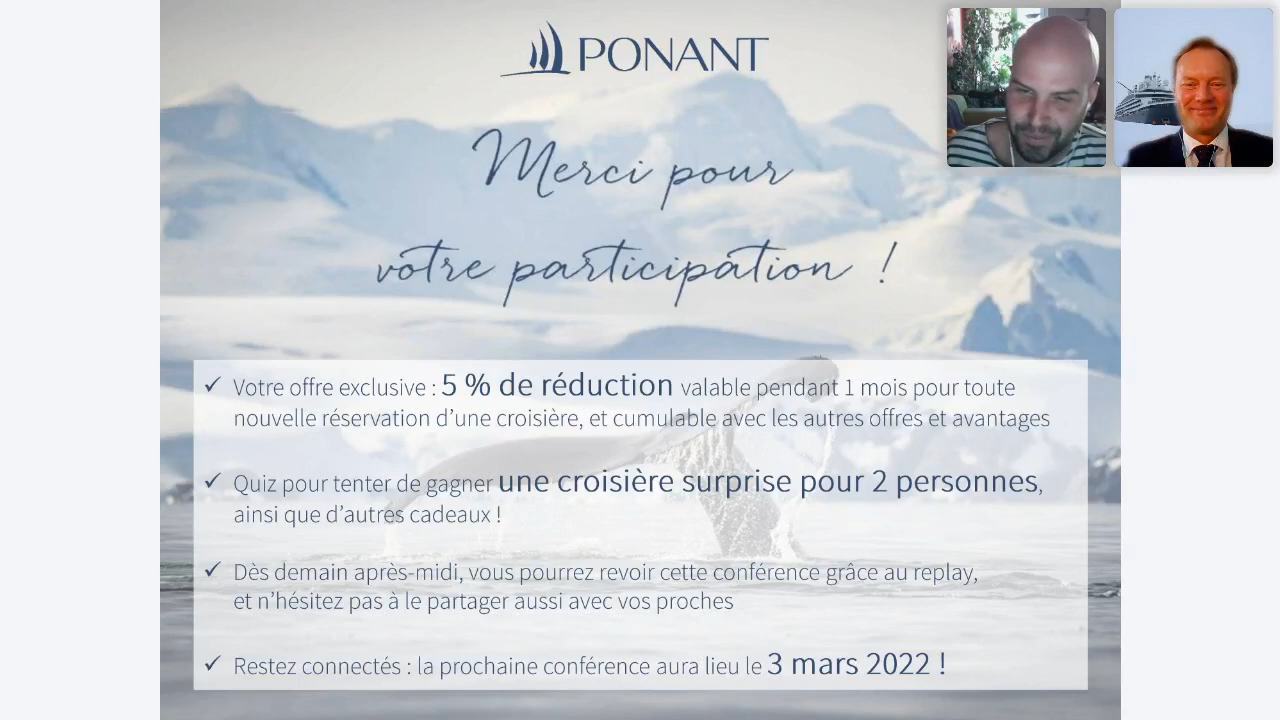 PONANT
Merci pour
votre participation !
✓ Votre offre exclusive : 5 % de réduction valable pendant 1 mois pour toute
nouvelle réservation d’une croisière, et cumulable avec les autres offres et avantages
✓ Quiz pour tenter de gagner une croisière surprise pour 2 personnes,
ainsi que d’autres cadeaux !
✓ Dès demain après-midi, vous pourrez revoir cette conférence grâce au replay,
et n’hésitez pas à le partager aussi avec vos proches
✓ Restez connectés : la prochaine conférence aura lieu le 3 mars 2022 !